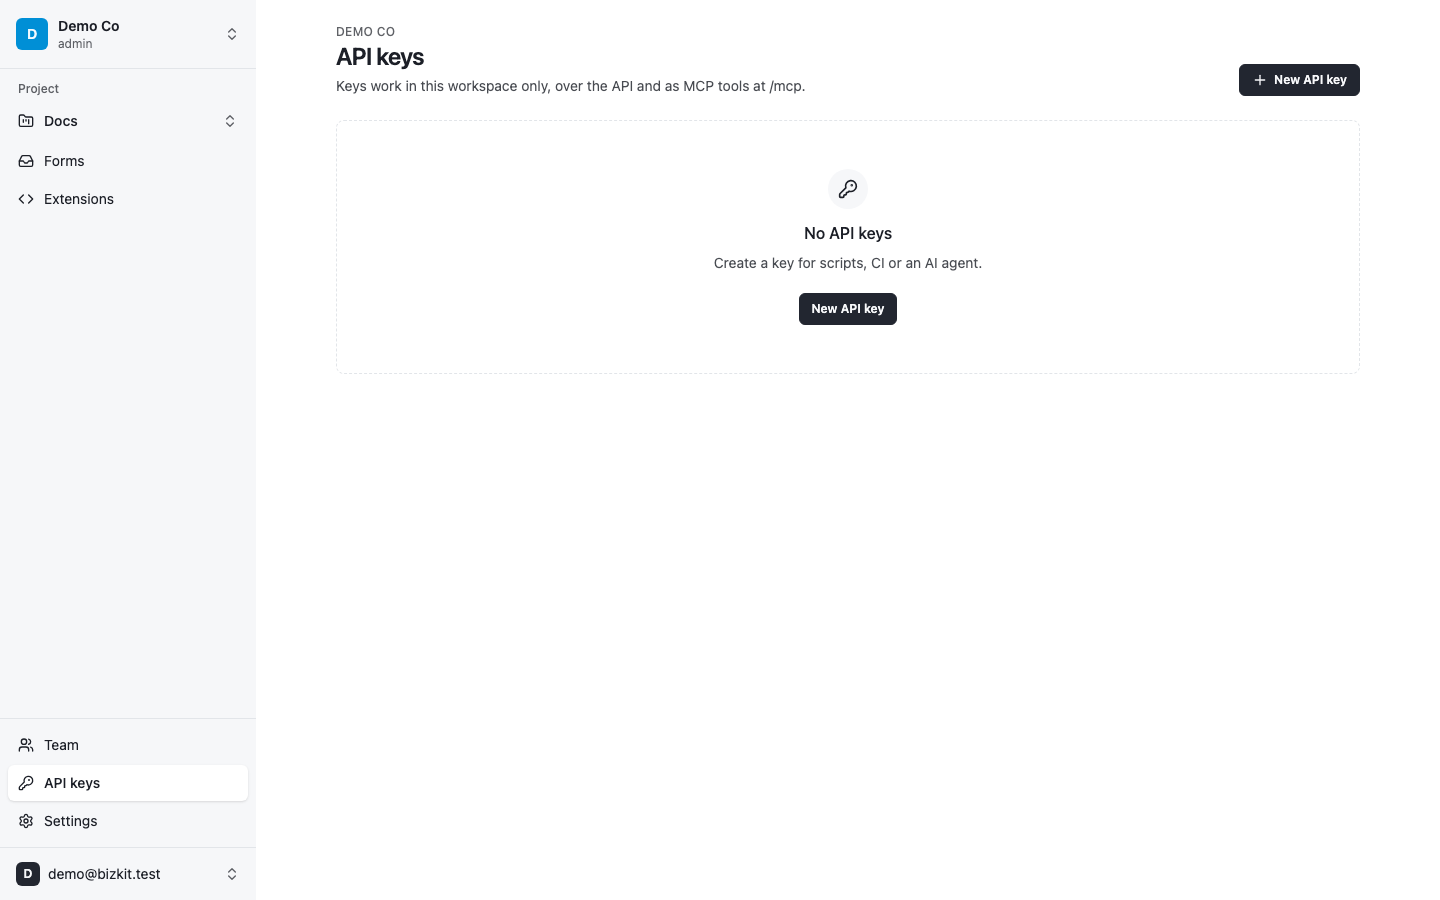 D
Demo Co
admin
Project
Docs
Forms
Extensions
Team
API keys
Settings
D
demo@bizkit.test
DEMO CO
API keys
Keys work in this workspace only, over the API and as MCP tools at /mcp.
New API key
No API keys
Create a key for scripts, CI or an AI agent.
New API key